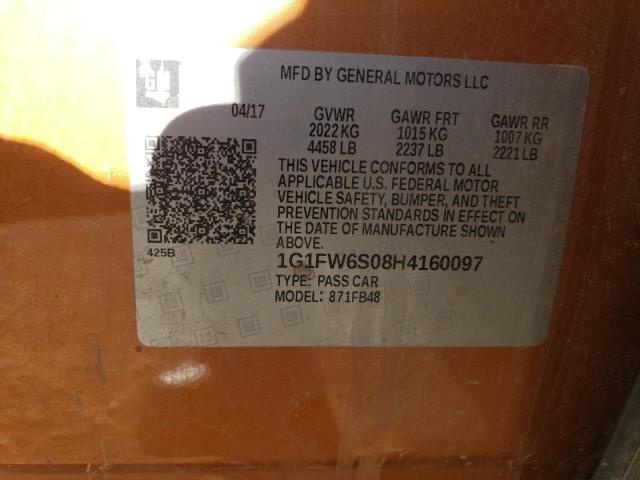 GM
MFD BY GENERAL MOTORS LLC
04/17 GVWR GAWR FRT GAWR RR
2022 KG 1015 KG 1007 KG
4458 LB 2237 LB 2221 LB
THIS VEHICLE CONFORMS TO ALL
APPLICABLE U.S. FEDERAL MOTOR
VEHICLE SAFETY, BUMPER, AND THEFT
PREVENTION STANDARDS IN EFFECT ON
THE DATE OF MANUFACTURE SHOWN
ABOVE.
425B
1G1FW6S08H4160097
TYPE: PASS CAR
MODEL: 871FB48